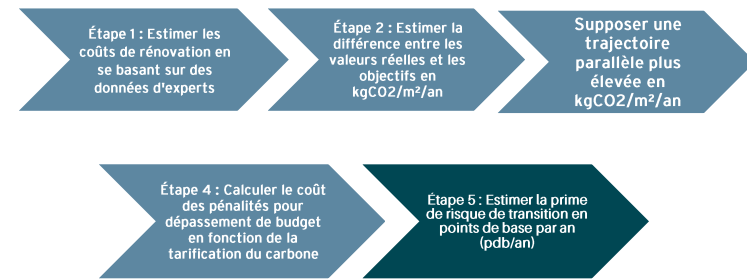 Étape 1 : Estimer les
coûts de rénovation en
se basant sur des
données d'experts
Étape 2 : Estimer la
différence entre les
valeurs réelles et les
objectifs en
kgCO2/m²/an
Supposer une
trajectoire
parallèle plus
élevée en
kgCO2/m²/an
Étape 4 : Calculer le coût
des pénalités pour
dépassement de budget
en fonction de la
tarification du carbone
Étape 5 : Estimer la prime
de risque de transition en
points de base par an
(pdb/an)